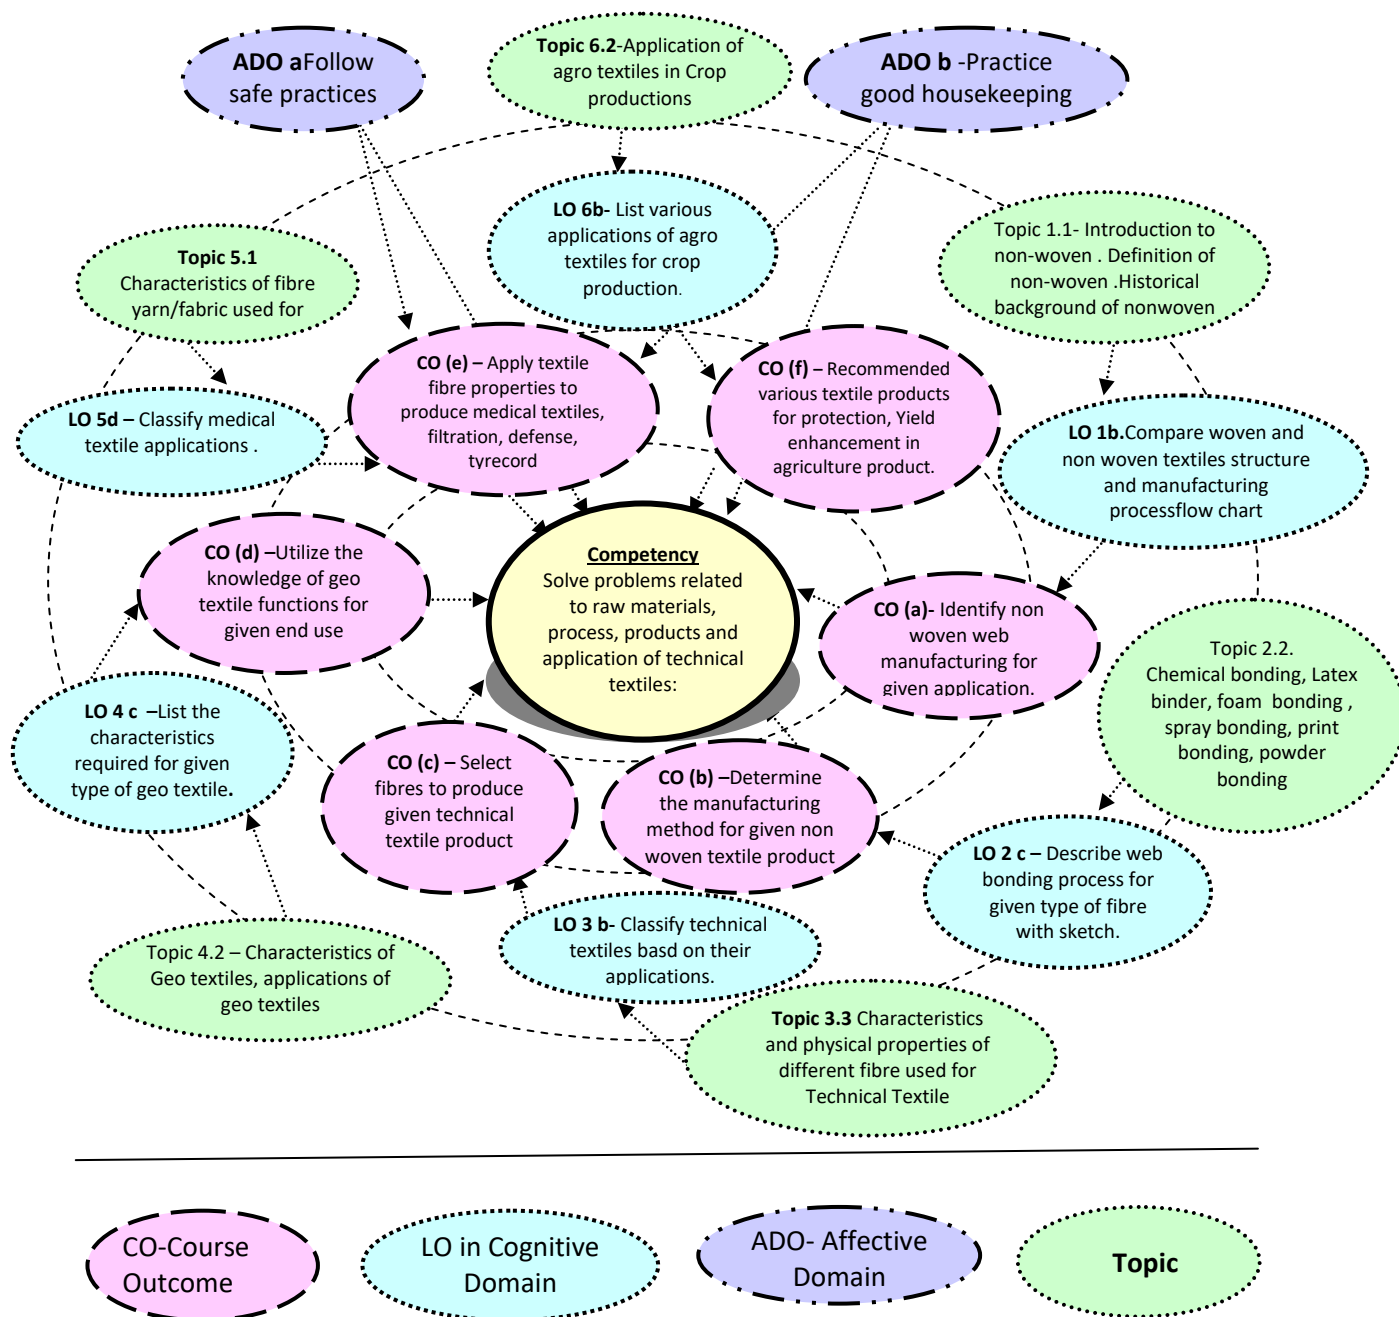 ADO aFollow
safe practices
Topic 6.2-Application of
agro textiles in Crop
productions
ADO b -Practice
good housekeeping
LO 6b- List various
applications of agro
textiles for crop
production.
Topic 5.1
Characteristics of fibre
yarn/fabric used for
Topic 1.1- Introduction to
non-woven . Definition of
non-woven .Historical
background of nonwoven
CO (e) – Apply textile
fibre properties to
produce medical textiles,
filtration, defense,
tyrecord
CO (f) – Recommended
various textile products
for protection, Yield
enhancement in
agriculture product.
LO 5d – Classify medical
textile applications .
LO 1b.Compare woven and
non woven textiles structure
and manufacturing
processflow chart
CO (d) –Utilize the
knowledge of geo
textile functions for
given end use
Competency
Solve problems related
to raw materials,
process, products and
application of technical
textiles:
CO (a)- Identify non
woven web
manufacturing for
given application.
Topic 2.2.
Chemical bonding, Latex
binder, foam bonding ,
spray bonding, print
bonding, powder
bonding
LO 4 c –List the
characteristics
required for given
type of geo textile.
CO (c) – Select
fibres to produce
given technical
textile product
CO (b) –Determine
the manufacturing
method for given non
woven textile product
LO 2 c – Describe web
bonding process for
given type of fibre
with sketch.
LO 3 b- Classify technical
textiles basd on their
applications.
Topic 4.2 – Characteristics of
Geo textiles, applications of
geo textiles
Topic 3.3 Characteristics
and physical properties of
different fibre used for
Technical Textile
CO-Course
Outcome
LO in Cognitive
Domain
ADO- Affective
Domain
Topic